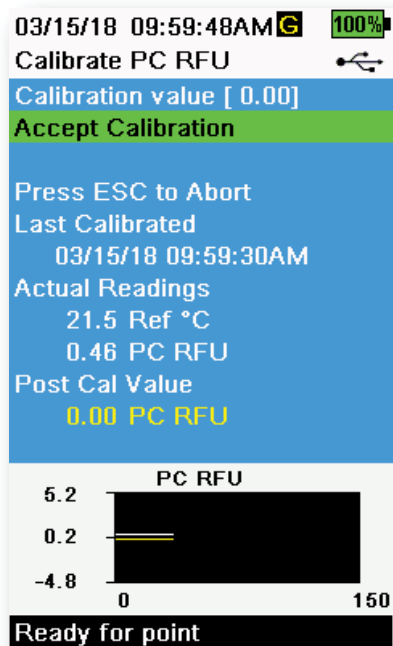 03/15/18 09:59:48AM G 100%
Calibrate PC RFU
Calibration value [ 0.00]
Accept Calibration
Press ESC to Abort
Last Calibrated
03/15/18 09:59:30AM
Actual Readings
21.5 Ref °C
0.46 PC RFU
Post Cal Value
0.00 PC RFU
PC RFU
5.2
0.2
-4.8
0 150
Ready for point